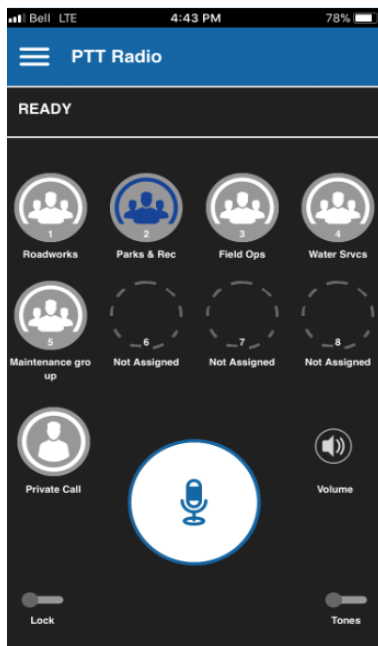 Bell LTE 4:43 PM 78%
PTT Radio
READY
1 2 3 4
Roadworks Parks & Rec Field Ops Water Srvcs
5 6 7 8
Maintenance gro Not Assigned Not Assigned Not Assigned
up
Private Call Volume
Lock Tones